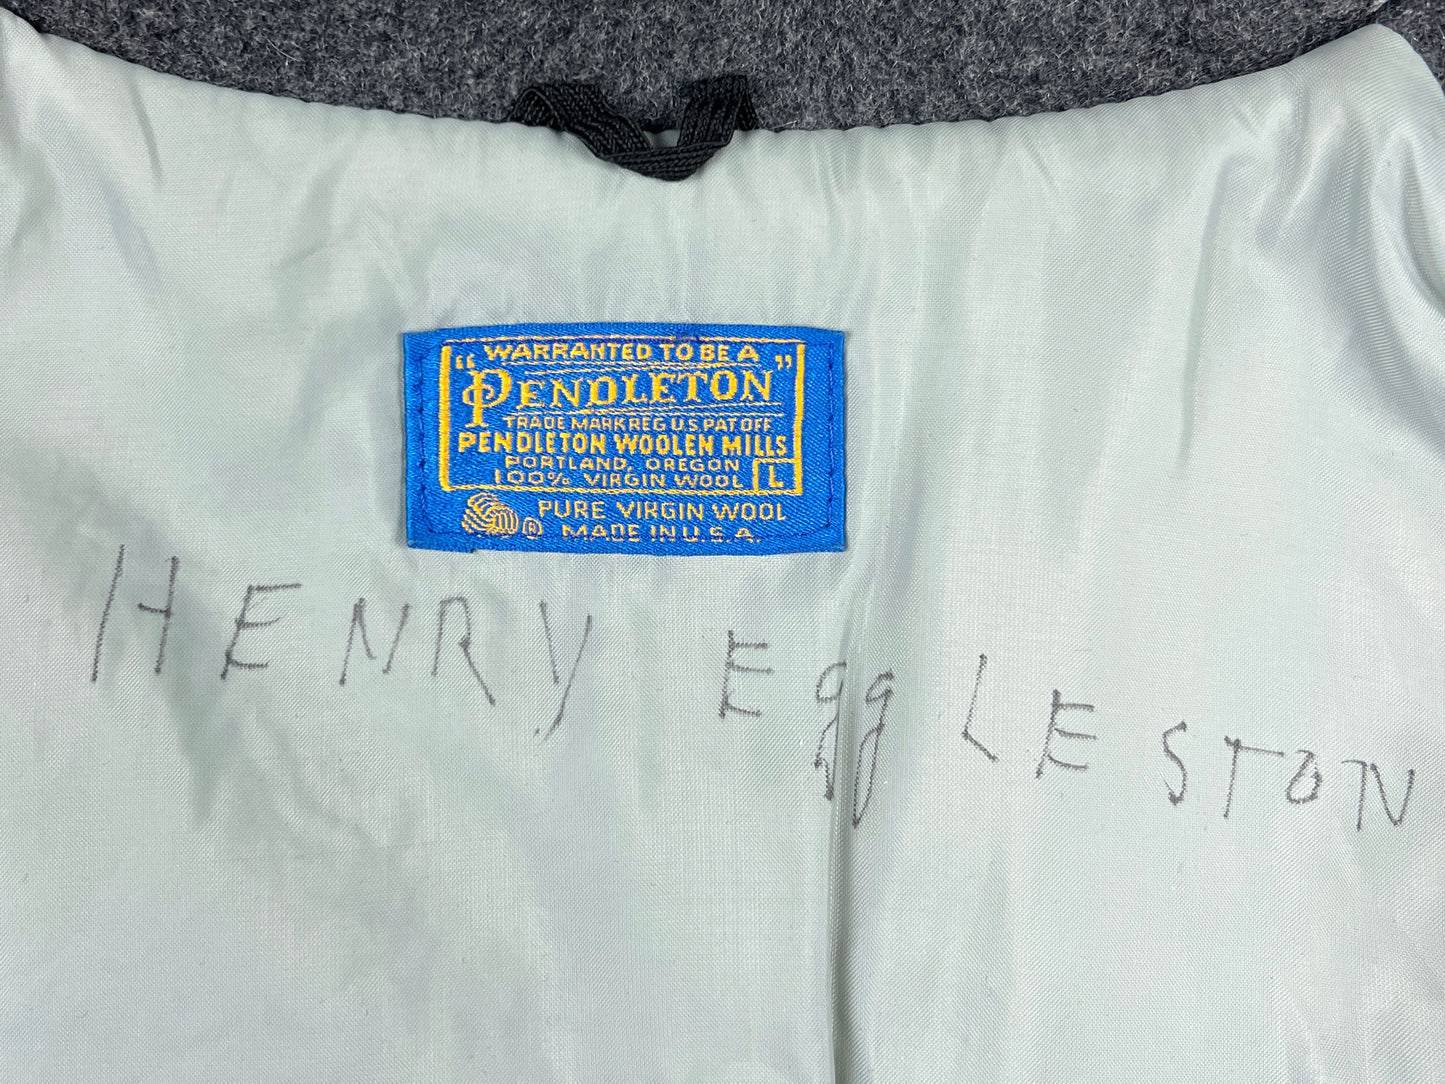 WARRANTED TO BE A
"PENDLETON"
TRADE MARK REG U.S. PAT OFF
PENDLETON WOOLEN MILLS
PORTLAND, OREGON
100% VIRGIN WOOL L
® PURE VIRGIN WOOL
MADE IN U.S.A.
HENRY EggLESTON